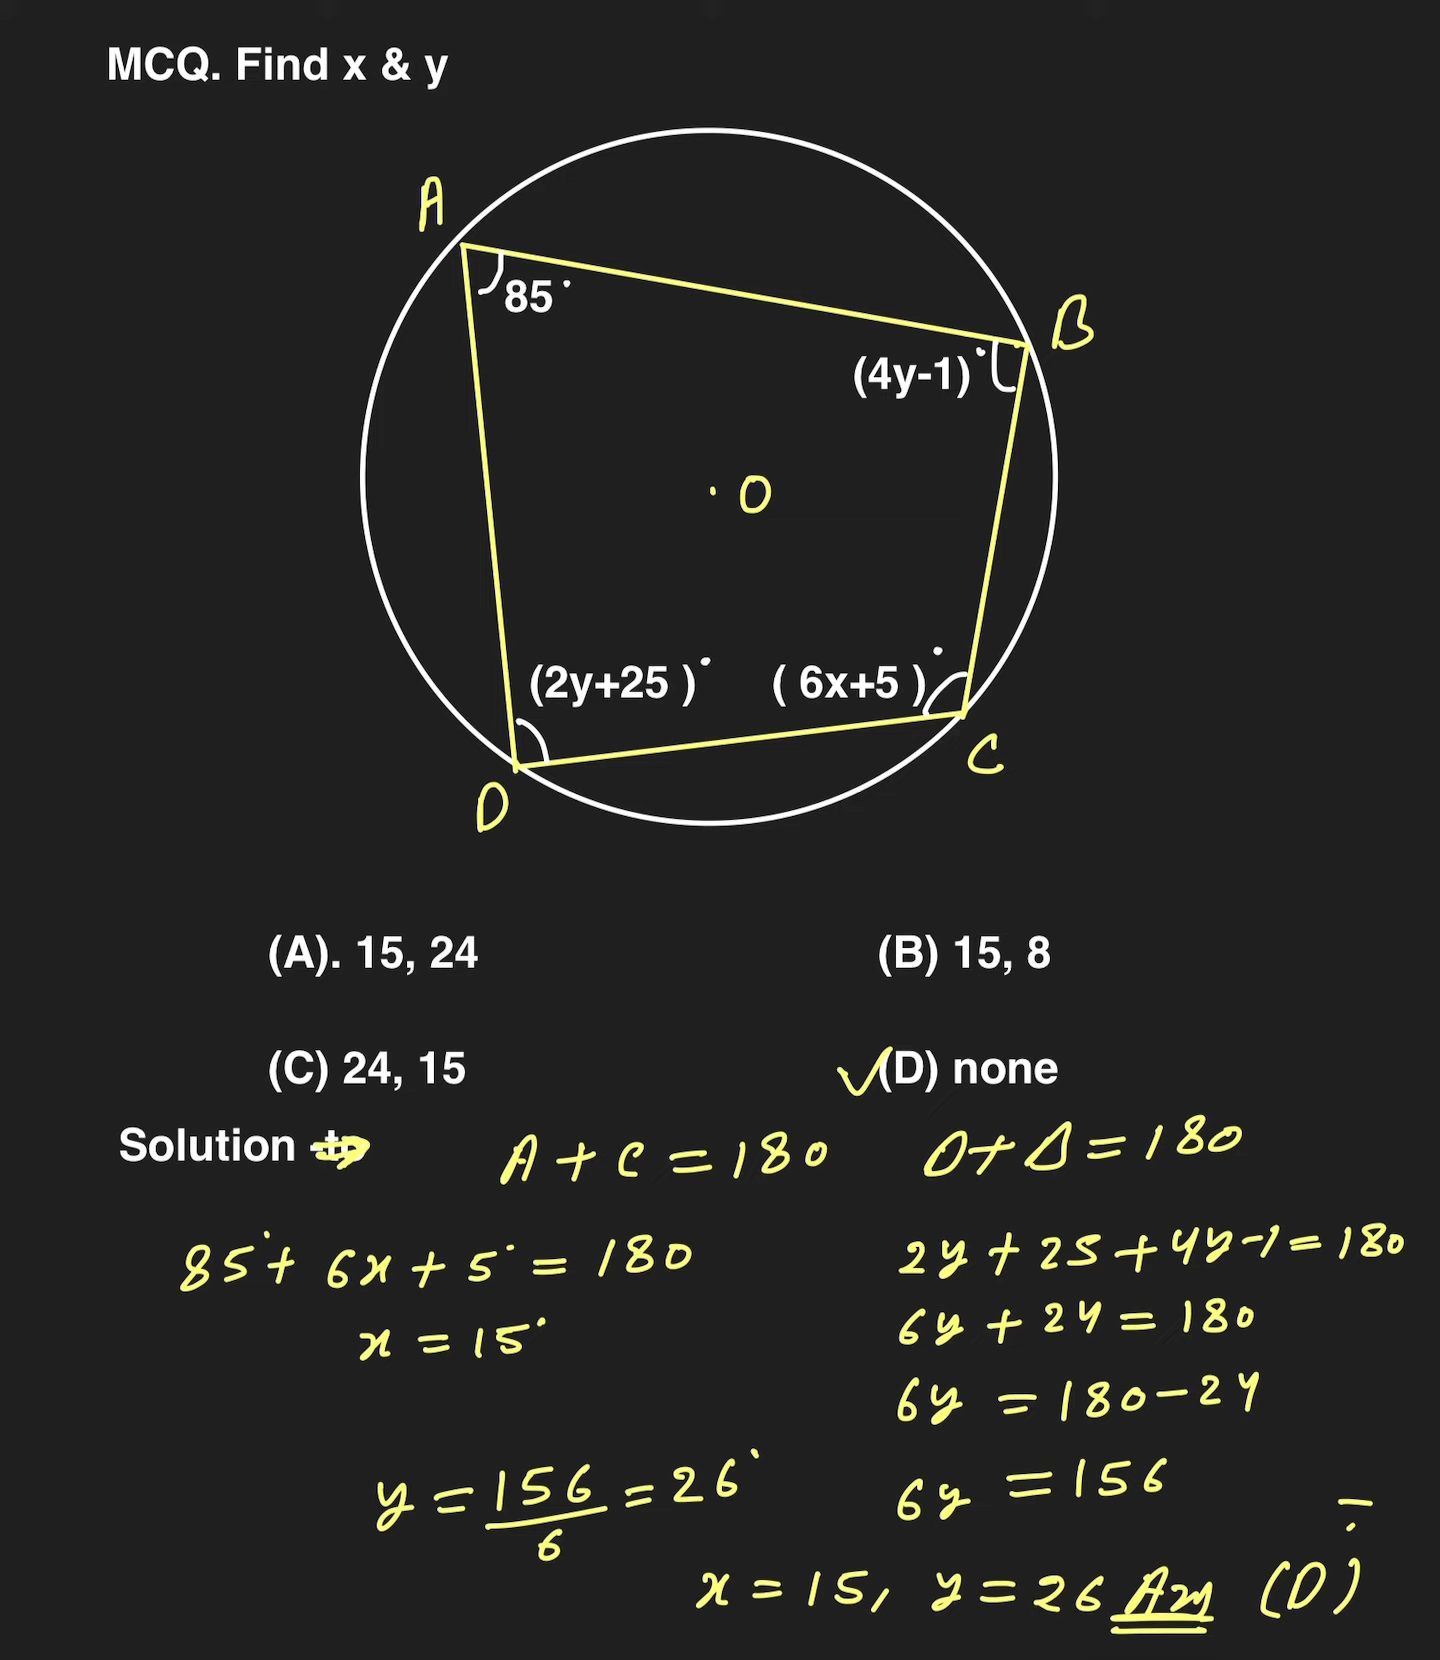 MCQ. Find x & y
A
85°
B
(4y-1)°
. O
(2y+25 )° ( 6x+5 )°
C
D
(A). 15, 24 (B) 15, 8
(C) 24, 15 ✓(D) none
Solution → A + C = 180 D + B = 180
85° + 6x + 5° = 180 2y + 25 + 4y - 1 = 180
x = 15° 6y + 24 = 180
6y = 180 - 24
y = 156/6 = 26° 6y = 156
x = 15, y = 26 Ans (D)